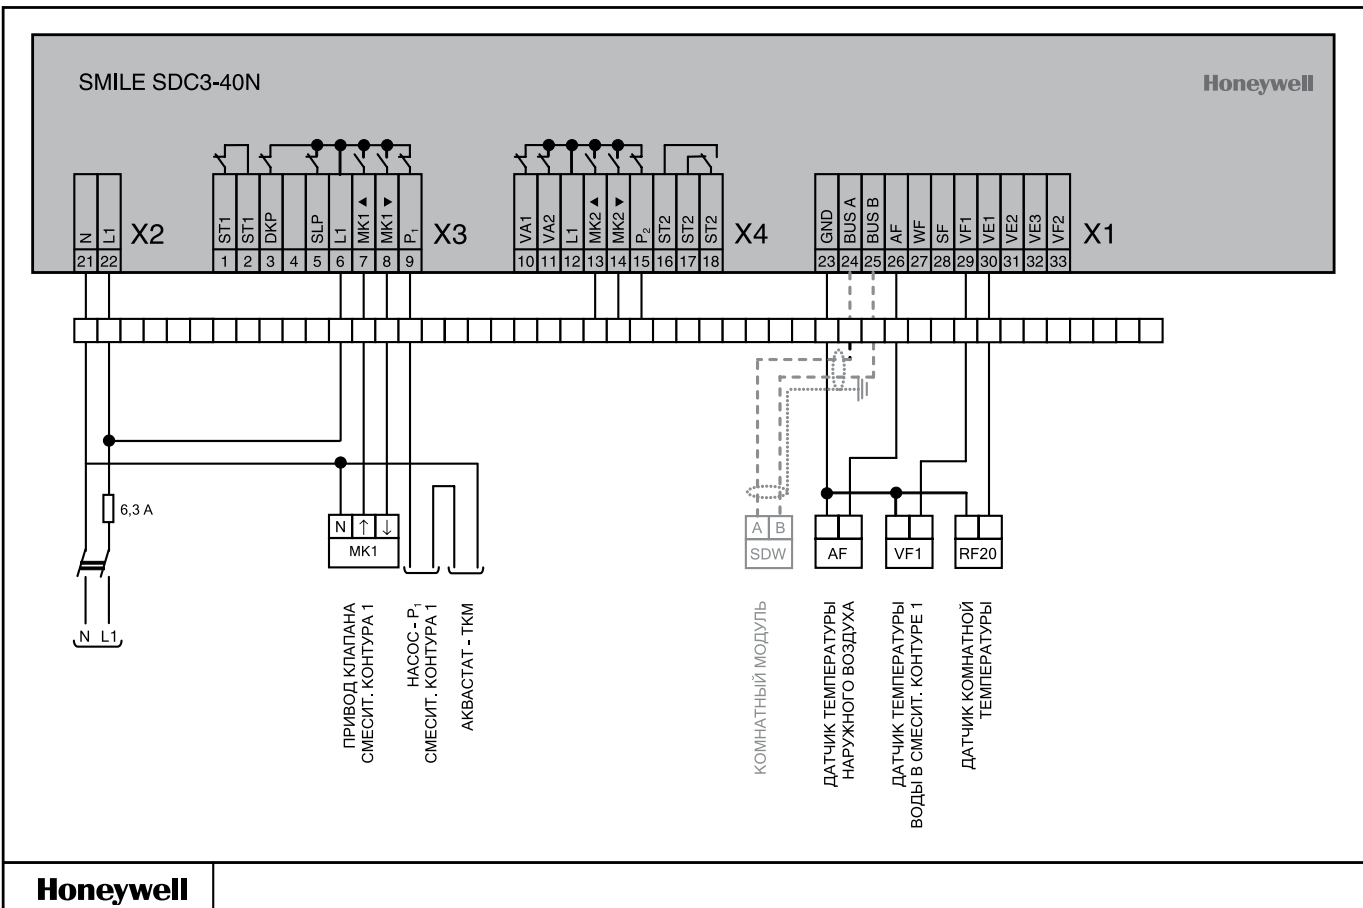 SMILE SDC3-40N
Honeywell
N L1 X2
21 22
ST1 ST1 DKP SLP L1 MK1 ◄ MK1 ► P₁ X3
1 2 3 4 5 6 7 8 9
VA1 VA2 L1 MK2 ◄ MK2 ► P₂ ST2 ST2 ST2 X4
10 11 12 13 14 15 16 17 18
GND BUS A BUS B AF WF SF VF1 VE1 VE2 VE3 VF2 X1
23 24 25 26 27 28 29 30 31 32 33
6,3 A
N L1
N ↑ ↓
MK1
A B
SDW
AF
VF1
RF20
ПРИВОД КЛАПАНА
СМЕСИТ. КОНТУРА 1
НАСОС - P₁
СМЕСИТ. КОНТУРА 1
АКВАСТАТ - ТКМ
КОМНАТНЫЙ МОДУЛЬ
ДАТЧИК ТЕМПЕРАТУРЫ
НАРУЖНОГО ВОЗДУХА
ДАТЧИК ТЕМПЕРАТУРЫ
ВОДЫ В СМЕСИТ. КОНТУРЕ 1
ДАТЧИК КОМНАТНОЙ
ТЕМПЕРАТУРЫ
Honeywell